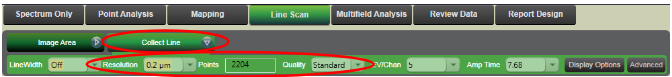 Spectrum Only Point Analysis Mapping Line Scan Multifield Analysis Review Data Report Design
Image Area Collect Line
LineWidth Off Resolution 0.2 µm Points 2204 Quality Standard eV/Chan 5 Amp Time 7.68 Display Options Advanced